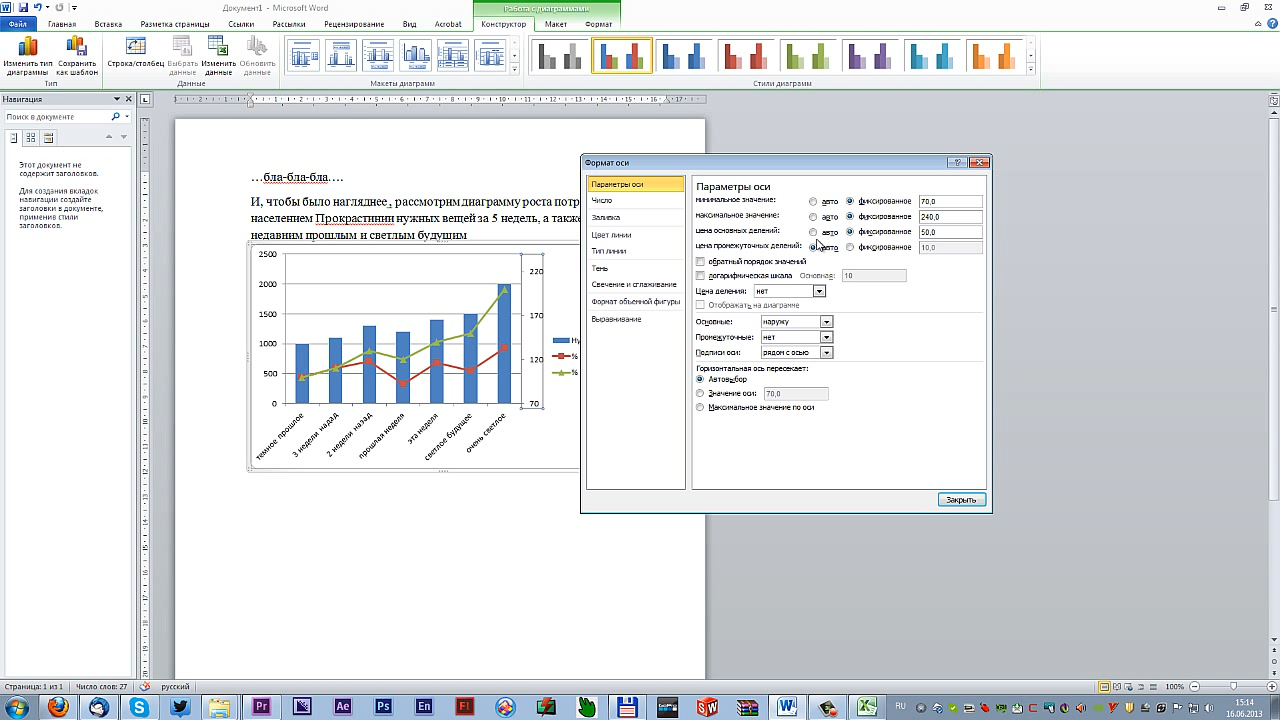 Документ1 - Microsoft Word
Работа с диаграммами
Файл Главная Вставка Разметка страницы Ссылки Рассылки Рецензирование Вид Acrobat Конструктор Макет Формат
Изменить тип диаграммы
Сохранить как шаблон
Строка/столбец
Выбрать данные
Изменить данные
Обновить данные
Тип
Данные
Макеты диаграмм
Стили диаграмм
Навигация
Поиск в документе
Этот документ не
содержит заголовков.
Для создания вкладок
навигации создайте
заголовки в документе,
применив стили
заголовков.
…бла-бла-бла….
И, чтобы было нагляднее, рассмотрим диаграмму роста потр
населением Прокрастинии нужных вещей за 5 недель, а также
недавним прошлым и светлым будущим
2500
2000
1500
1000
500
0
220
170
120
70
темное прошлое
3 недели назад
2 недели назад
прошлая неделя
эта неделя
светлое будущее
очень светлое
Ну
%
%
Формат оси
Параметры оси
Число
Заливка
Цвет линии
Тип линии
Тень
Свечение и сглаживание
Формат объемной фигуры
Выравнивание
Параметры оси
минимальное значение: авто фиксированное 70,0
максимальное значение: авто фиксированное 240,0
цена основных делений: авто фиксированное 50,0
цена промежуточных делений: авто фиксированное 10,0
обратный порядок значений
логарифмическая шкала Основная: 10
Цена деления: нет
Отображать на диаграмме
Основные: наружу
Промежуточные: нет
Подписи оси: рядом с осью
Горизонтальная ось пересекает:
Автовыбор
Значение оси: 70,0
Максимальное значение по оси
Закрыть
Страница: 1 из 1 Число слов: 27 русский 100%
RU
15:14
16.06.2013